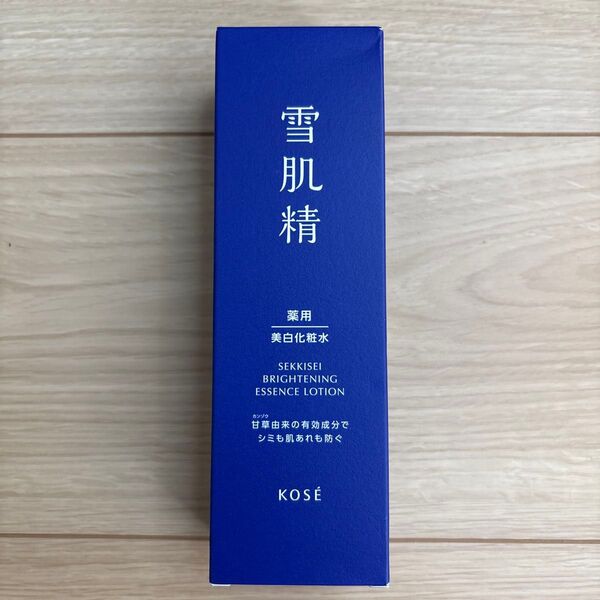 雪肌精
薬用
美白化粧水
SEKKISEI
BRIGHTENING
ESSENCE LOTION
カンゾウ
甘草由来の有効成分で
シミも肌あれも防ぐ
KOSÉ